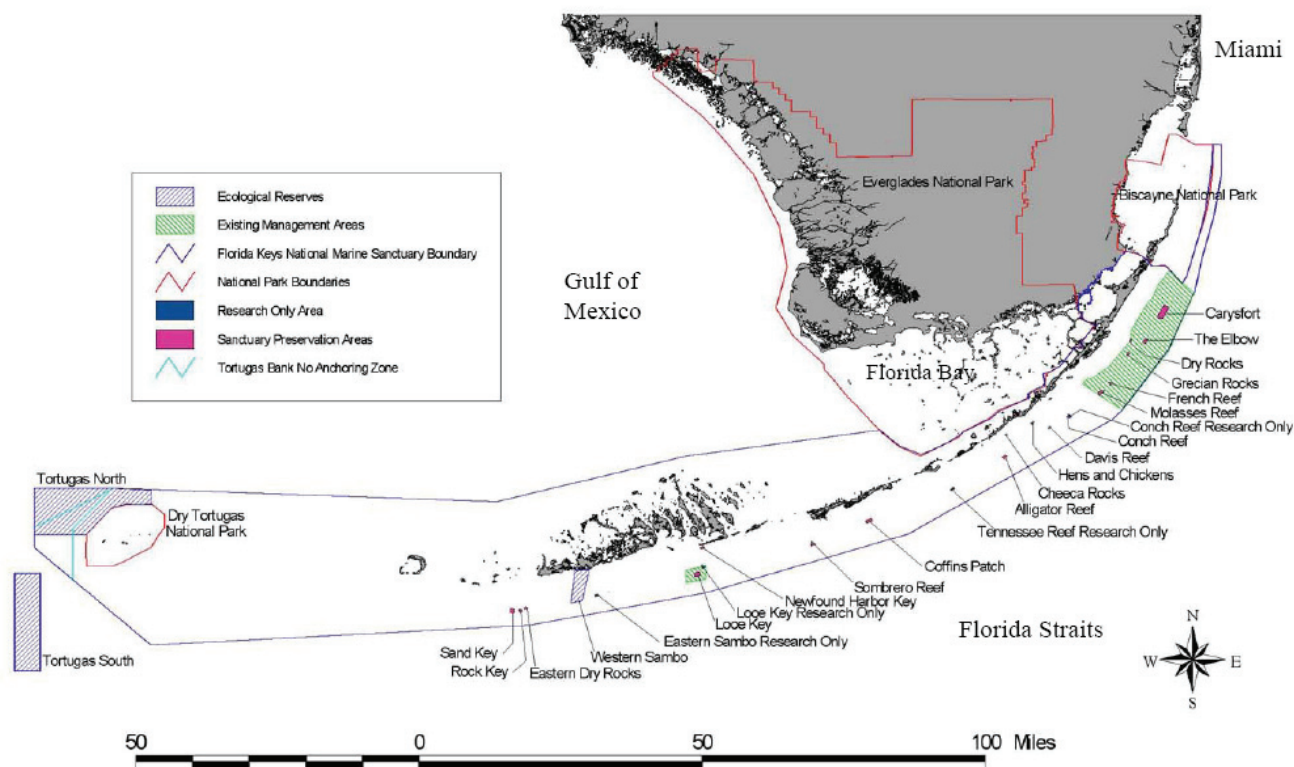 Miami
Ecological Reserves
Existing Management Areas
Florida Keys National Marine Sanctuary Boundary
National Park Boundaries
Research Only Area
Sanctuary Preservation Areas
Tortugas Bank No Anchoring Zone
Everglades National Park
Biscayne National Park
Gulf of
Mexico
Florida Bay
Carysfort
The Elbow
Dry Rocks
Grecian Rocks
French Reef
Molasses Reef
Conch Reef Research Only
Conch Reef
Davis Reef
Hens and Chickens
Cheeca Rocks
Alligator Reef
Tennessee Reef Research Only
Coffins Patch
Sombrero Reef
Newfound Harbor Key
Looe Key Research Only
Looe Key
Eastern Sambo Research Only
Western Sambo
Eastern Dry Rocks
Rock Key
Sand Key
Tortugas North
Dry Tortugas
National Park
Tortugas South
Florida Straits
N
W E
S
50 0 50 100 Miles